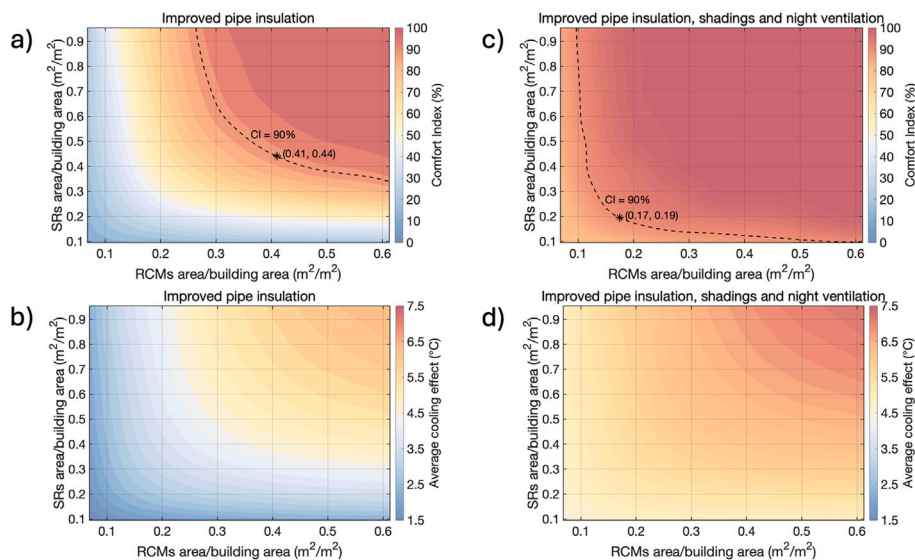 a)
Improved pipe insulation
SRs area/building area (m²/m²)
0.9
0.8
0.7
0.6
0.5
0.4
0.3
0.2
0.1
CI = 90%
(0.41, 0.44)
0.1 0.2 0.3 0.4 0.5 0.6
RCMs area/building area (m²/m²)
100
90
80
70
60
50
40
30
20
10
0
Comfort Index (%)
c)
Improved pipe insulation, shadings and night ventilation
SRs area/building area (m²/m²)
0.9
0.8
0.7
0.6
0.5
0.4
0.3
0.2
0.1
CI = 90%
(0.17, 0.19)
0.1 0.2 0.3 0.4 0.5 0.6
RCMs area/building area (m²/m²)
100
90
80
70
60
50
40
30
20
10
0
Comfort Index (%)
b)
Improved pipe insulation
SRs area/building area (m²/m²)
0.9
0.8
0.7
0.6
0.5
0.4
0.3
0.2
0.1
0.1 0.2 0.3 0.4 0.5 0.6
RCMs area/building area (m²/m²)
7.5
6.5
5.5
4.5
3.5
2.5
1.5
Average cooling effect (°C)
d)
Improved pipe insulation, shadings and night ventilation
SRs area/building area (m²/m²)
0.9
0.8
0.7
0.6
0.5
0.4
0.3
0.2
0.1
0.1 0.2 0.3 0.4 0.5 0.6
RCMs area/building area (m²/m²)
7.5
6.5
5.5
4.5
3.5
2.5
1.5
Average cooling effect (°C)